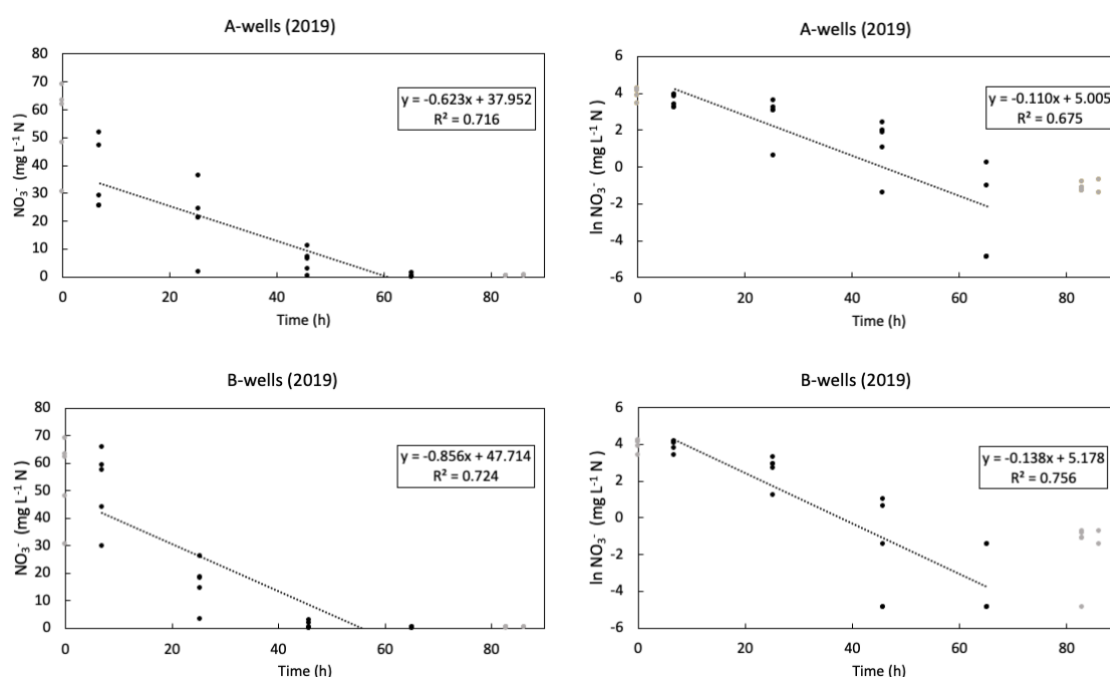 A-wells (2019)
NO₃⁻ (mg L⁻¹ N)
80
70
60
50
40
30
20
10
0
y = -0.623x + 37.952
R² = 0.716
0 20 40 60 80
Time (h)
A-wells (2019)
ln NO₃⁻ (mg L⁻¹ N)
6
4
2
0
-2
-4
-6
y = -0.110x + 5.005
R² = 0.675
0 20 40 60 80
Time (h)
B-wells (2019)
NO₃⁻ (mg L⁻¹ N)
80
70
60
50
40
30
20
10
0
y = -0.856x + 47.714
R² = 0.724
0 20 40 60 80
Time (h)
B-wells (2019)
ln NO₃⁻ (mg L⁻¹ N)
6
4
2
0
-2
-4
-6
y = -0.138x + 5.178
R² = 0.756
0 20 40 60 80
Time (h)